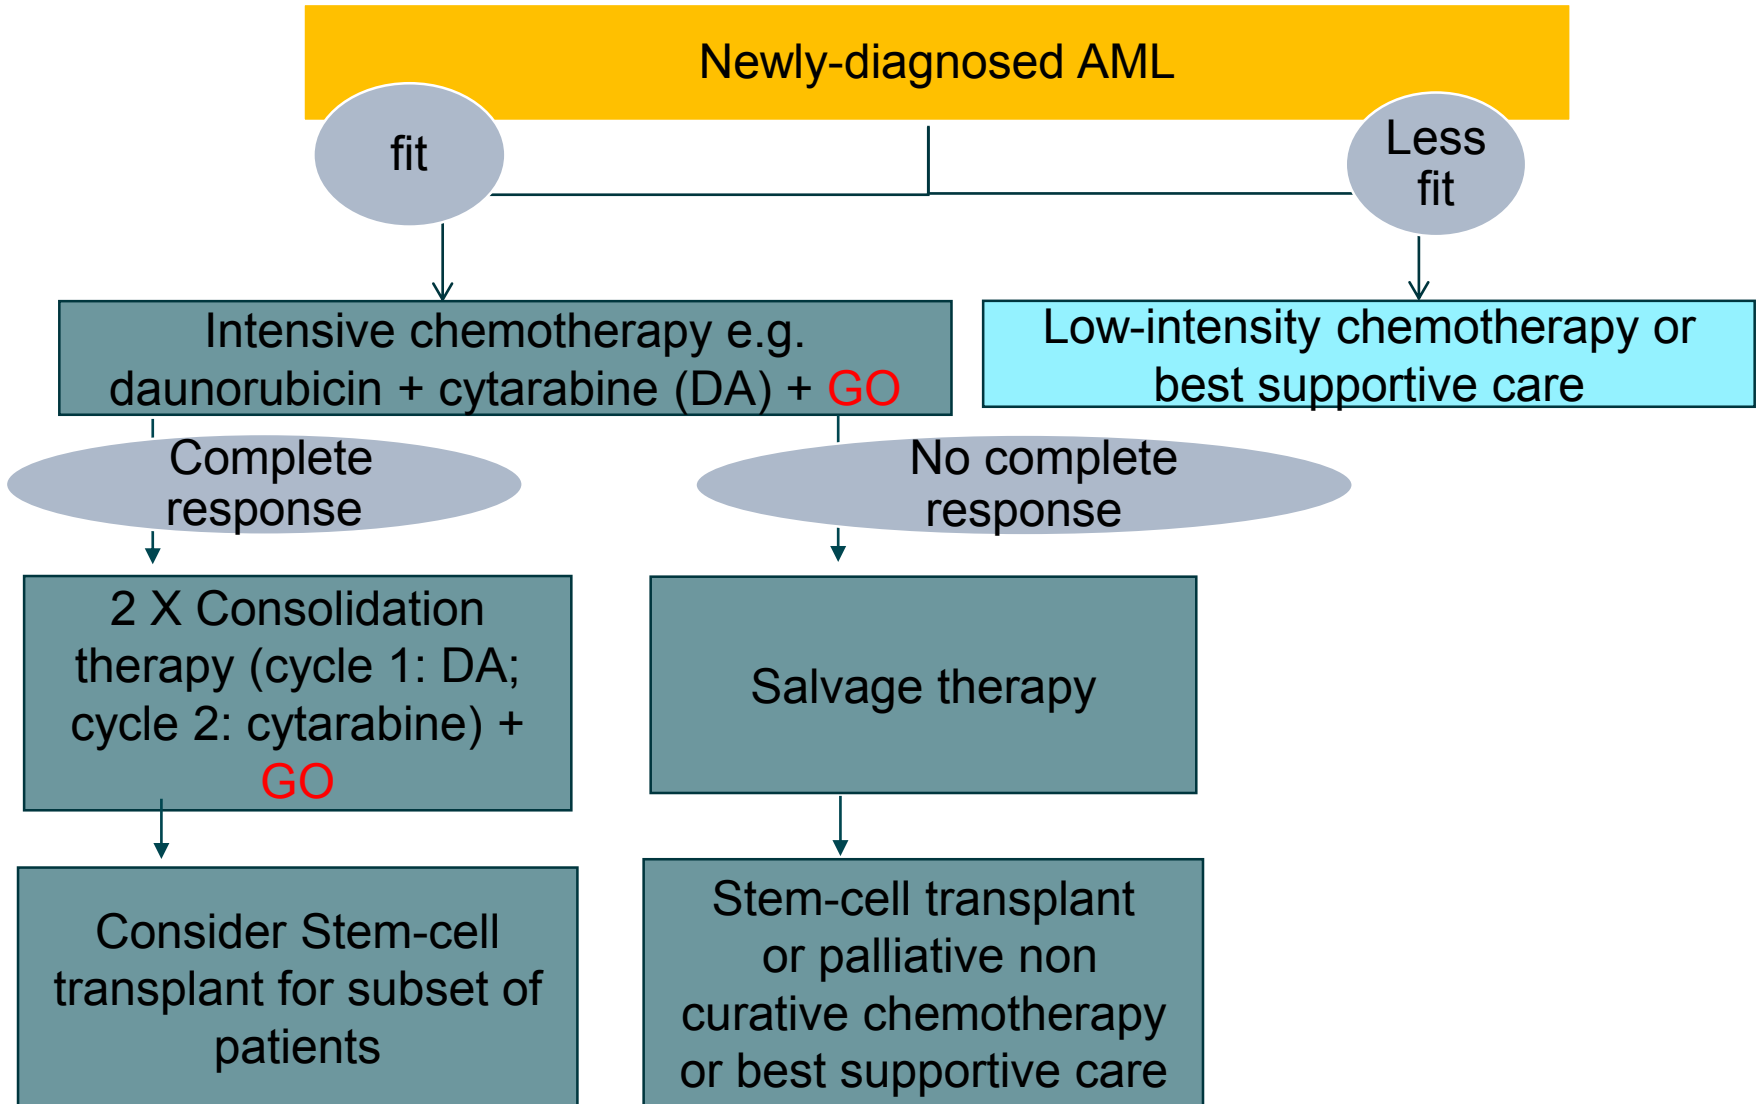 Newly-diagnosed AML
fit
Less
fit
Intensive chemotherapy e.g.
daunorubicin + cytarabine (DA) + GO
Low-intensity chemotherapy or
best supportive care
Complete
response
No complete
response
2 X Consolidation
therapy (cycle 1: DA;
cycle 2: cytarabine) +
GO
Salvage therapy
Consider Stem-cell
transplant for subset of
patients
Stem-cell transplant
or palliative non
curative chemotherapy
or best supportive care